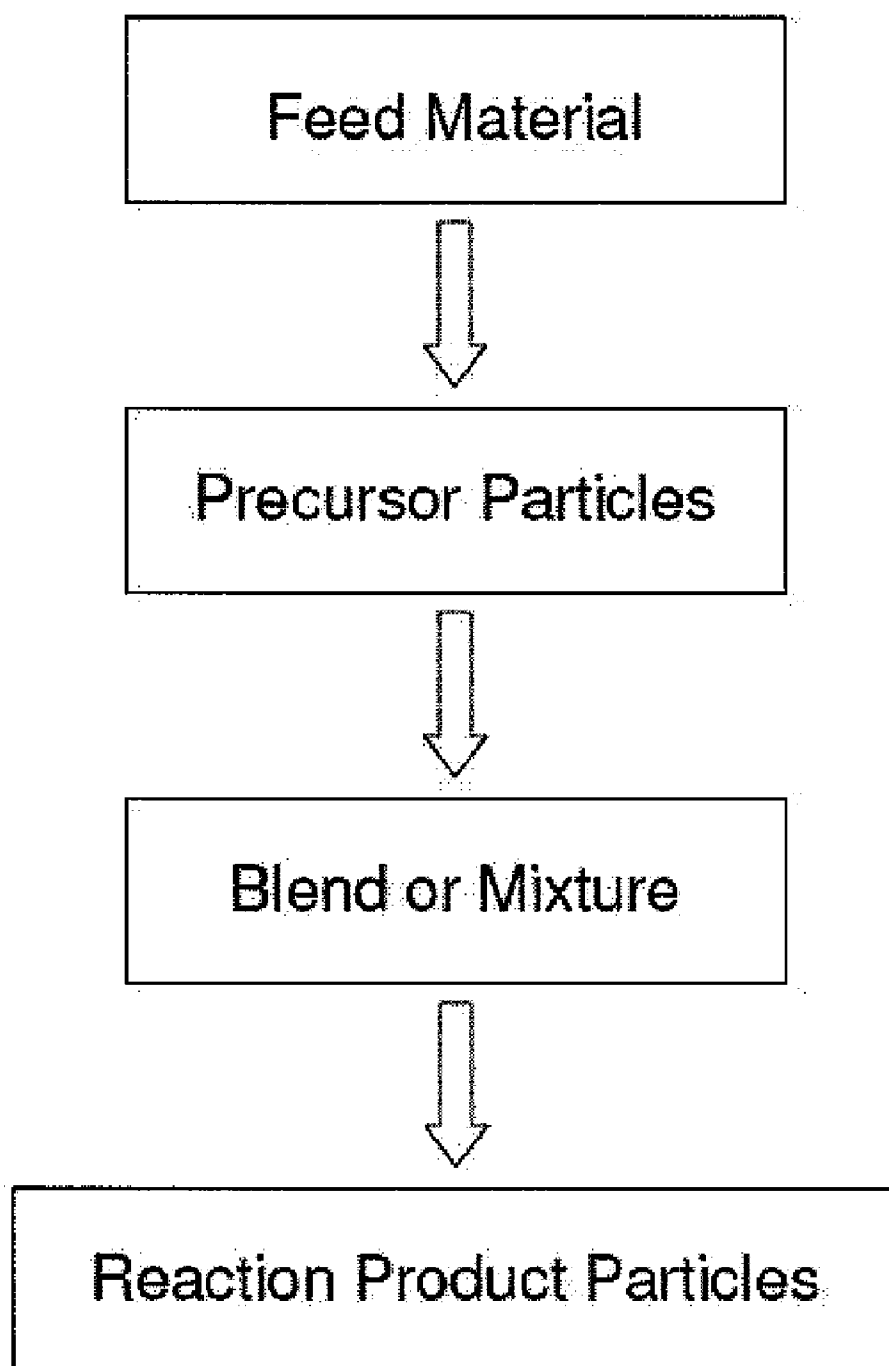 Feed Material
Precursor Particles
Blend or Mixture
Reaction Product Particles